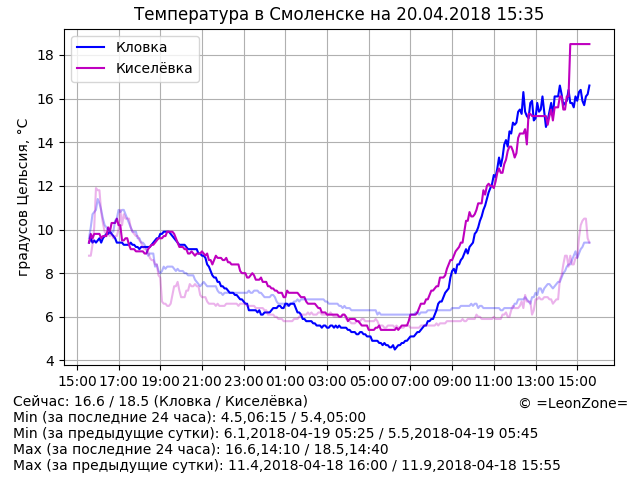 Температура в Смоленске на 20.04.2018 15:35
Кловка
Киселёвка
градусов Цельсия, °C
18
16
14
12
10
8
6
4
15:00 17:00 19:00 21:00 23:00 01:00 03:00 05:00 07:00 09:00 11:00 13:00 15:00
Сейчас: 16.6 / 18.5 (Кловка / Киселёвка)
© =LeonZone=
Min (за последние 24 часа): 4.5,06:15 / 5.4,05:00
Min (за предыдущие сутки): 6.1,2018-04-19 05:25 / 5.5,2018-04-19 05:45
Max (за последние 24 часа): 16.6,14:10 / 18.5,14:40
Max (за предыдущие сутки): 11.4,2018-04-18 16:00 / 11.9,2018-04-18 15:55